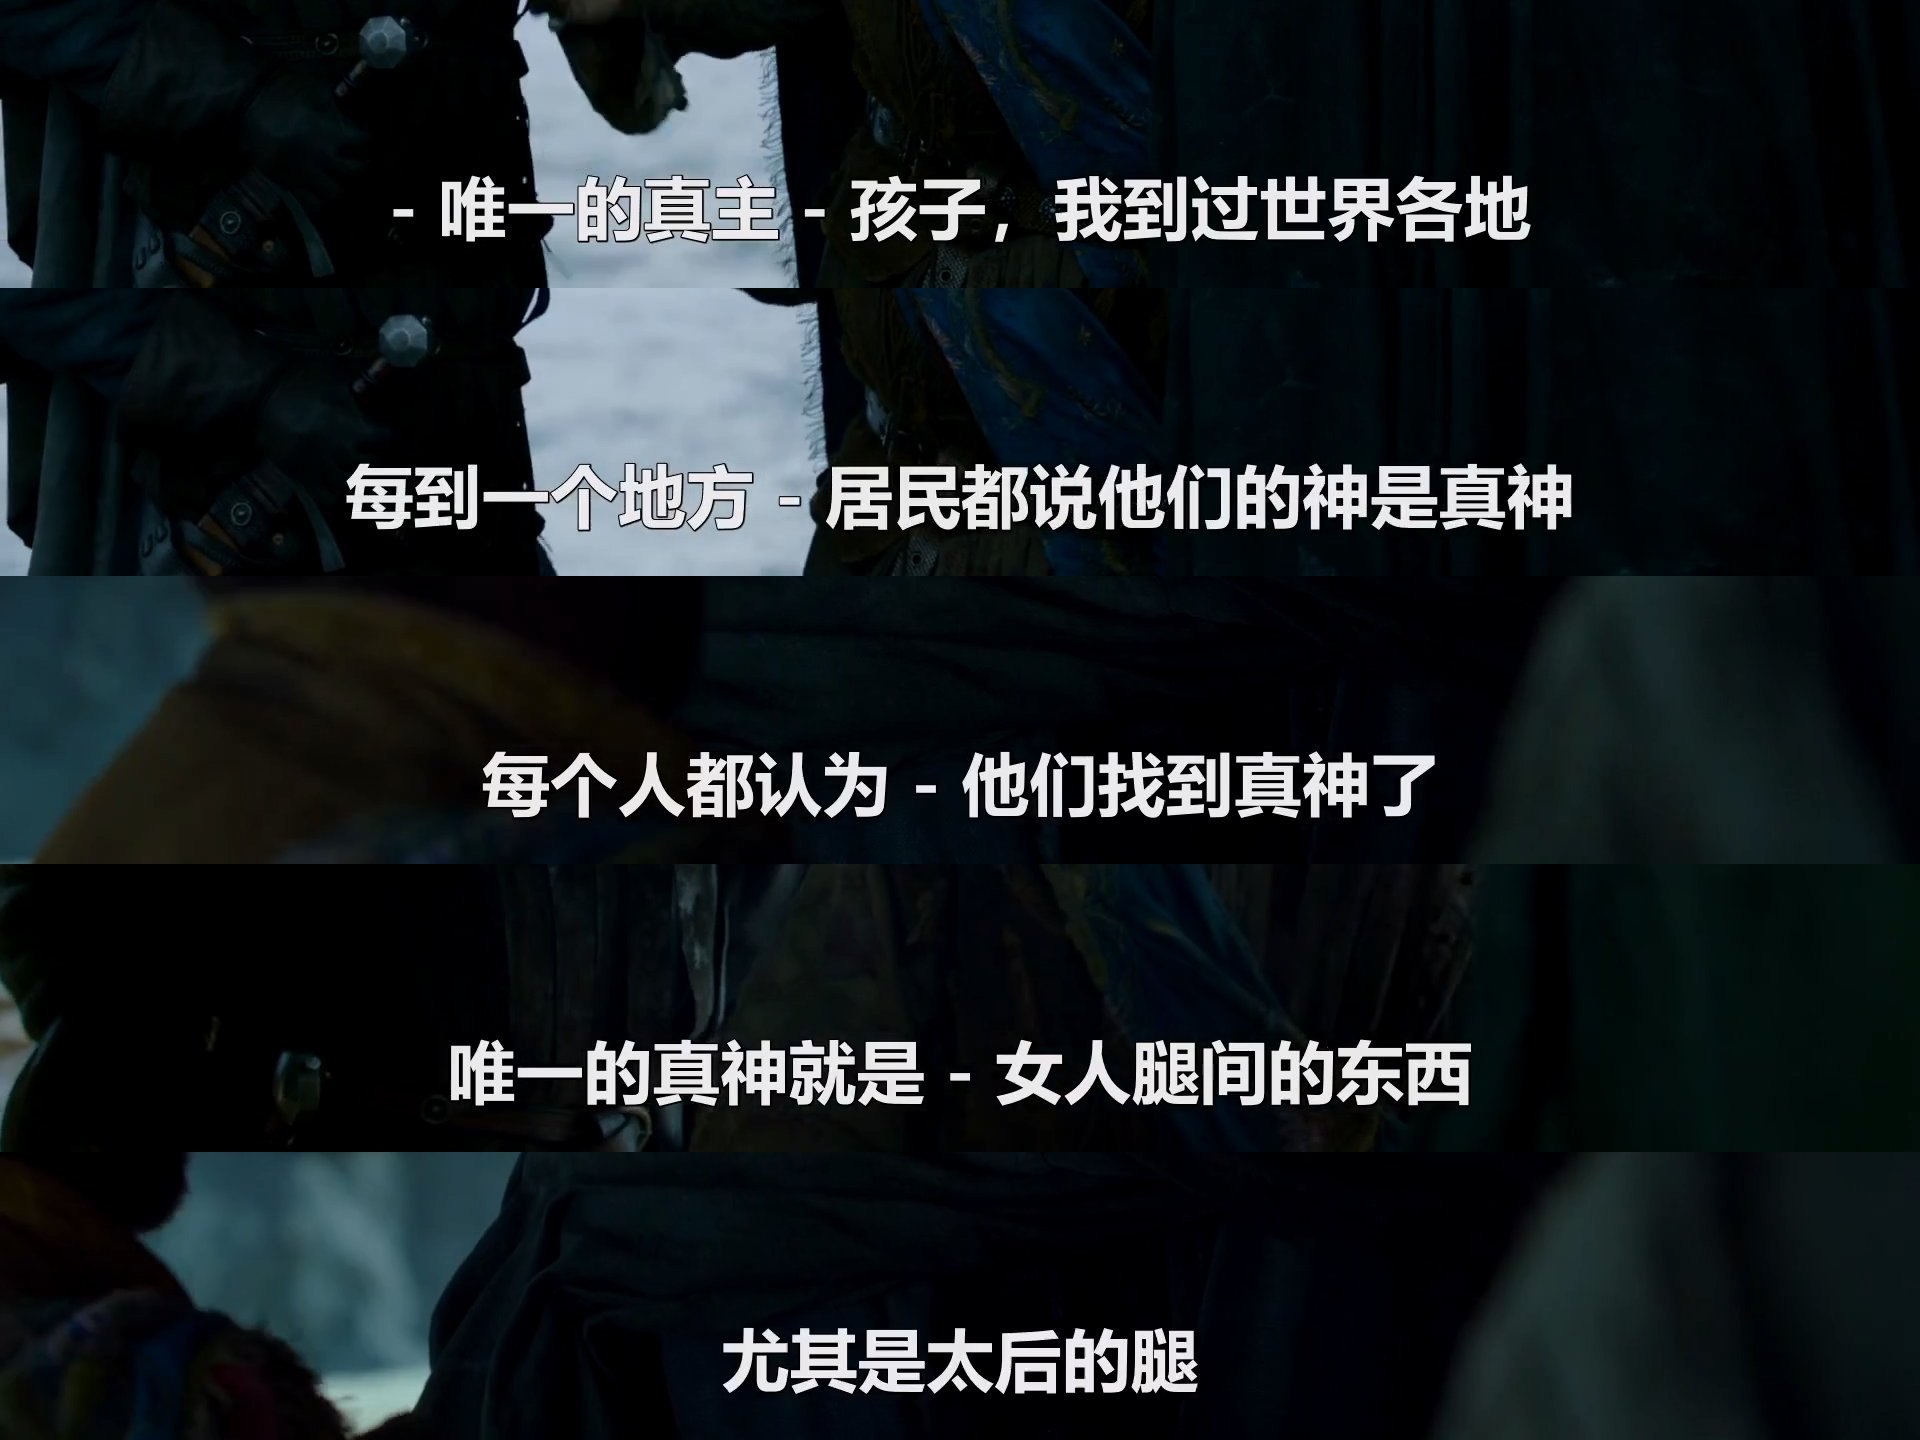 - 唯一的真主 - 孩子，我到过世界各地
每到一个地方 - 居民都说他们的神是真神
每个人都认为 - 他们找到真神了
唯一的真神就是 - 女人腿间的东西
尤其是太后的腿